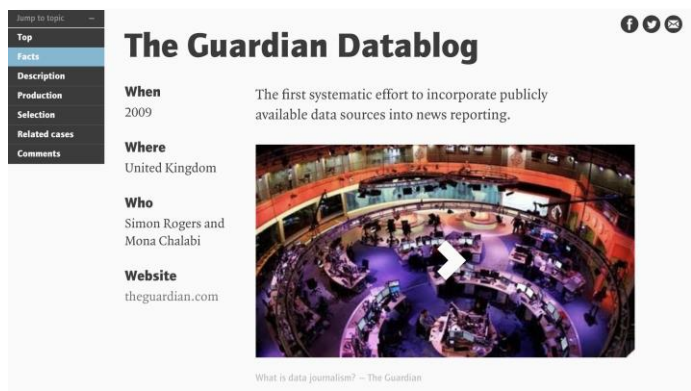 Jump to topic –
Top
Facts
Description
Production
Selection
Related cases
Comments
The Guardian Datablog
When
2009
Where
United Kingdom
Who
Simon Rogers and
Mona Chalabi
Website
theguardian.com
The first systematic effort to incorporate publicly
available data sources into news reporting.
What is data journalism? – The Guardian